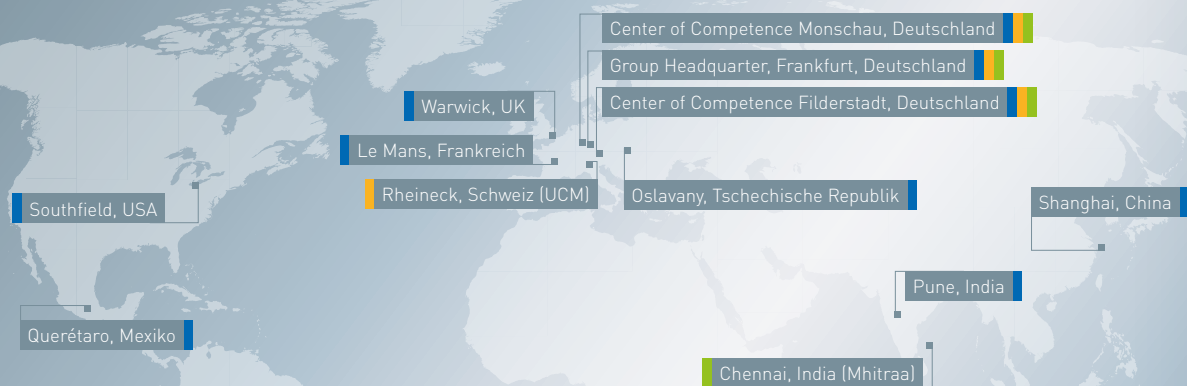 Center of Competence Monschau, Deutschland
Group Headquarter, Frankfurt, Deutschland
Center of Competence Filderstadt, Deutschland
Warwick, UK
Le Mans, Frankreich
Rheineck, Schweiz (UCM)
Oslavany, Tschechische Republik
Southfield, USA
Shanghai, China
Pune, India
Querétaro, Mexiko
Chennai, India (Mhitraa)